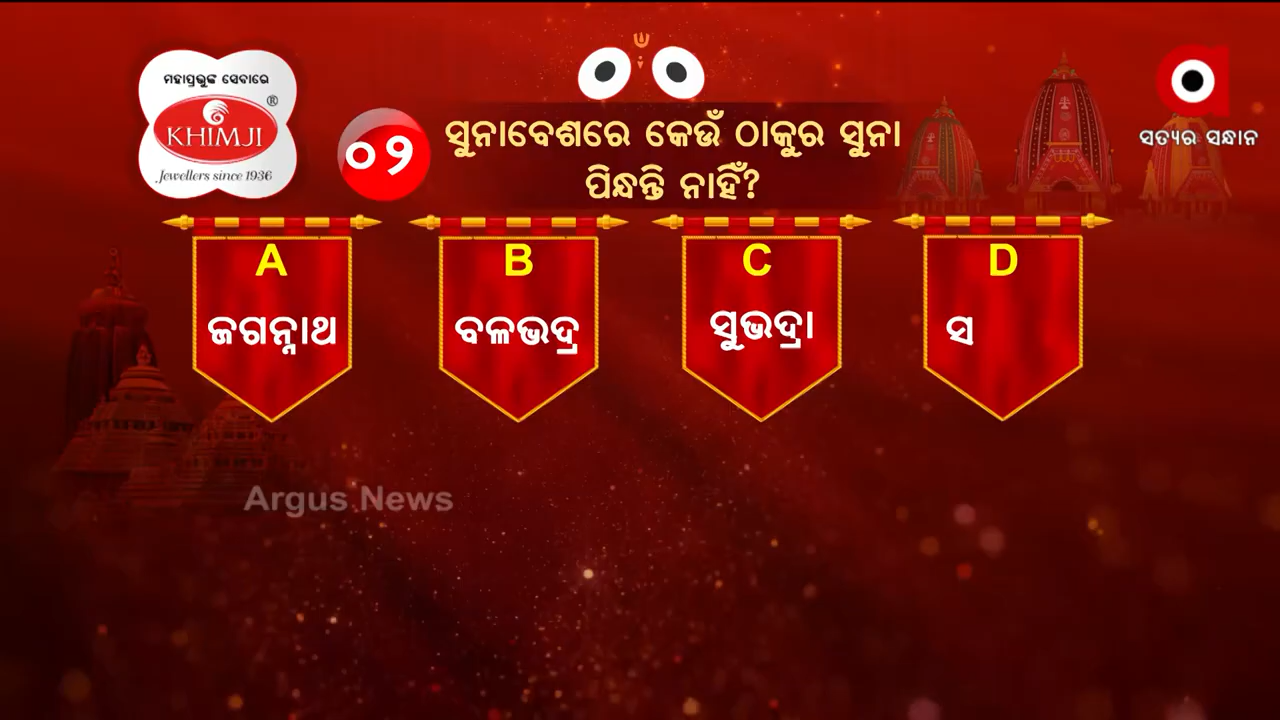 ମହାପ୍ରଭୁଙ୍କ ସେବାରେ
KHIMJI
®
Jewellers since 1936
୦୨
ସୁନାବେଶରେ କେଉଁ ଠାକୁର ସୁନା
ପିନ୍ଧନ୍ତି ନାହିଁ?
ସତ୍ୟର ସନ୍ଧାନ
A
ଜଗନ୍ନାଥ
B
ବଳଭଦ୍ର
C
ସୁଭଦ୍ରା
D
ସ
Argus News